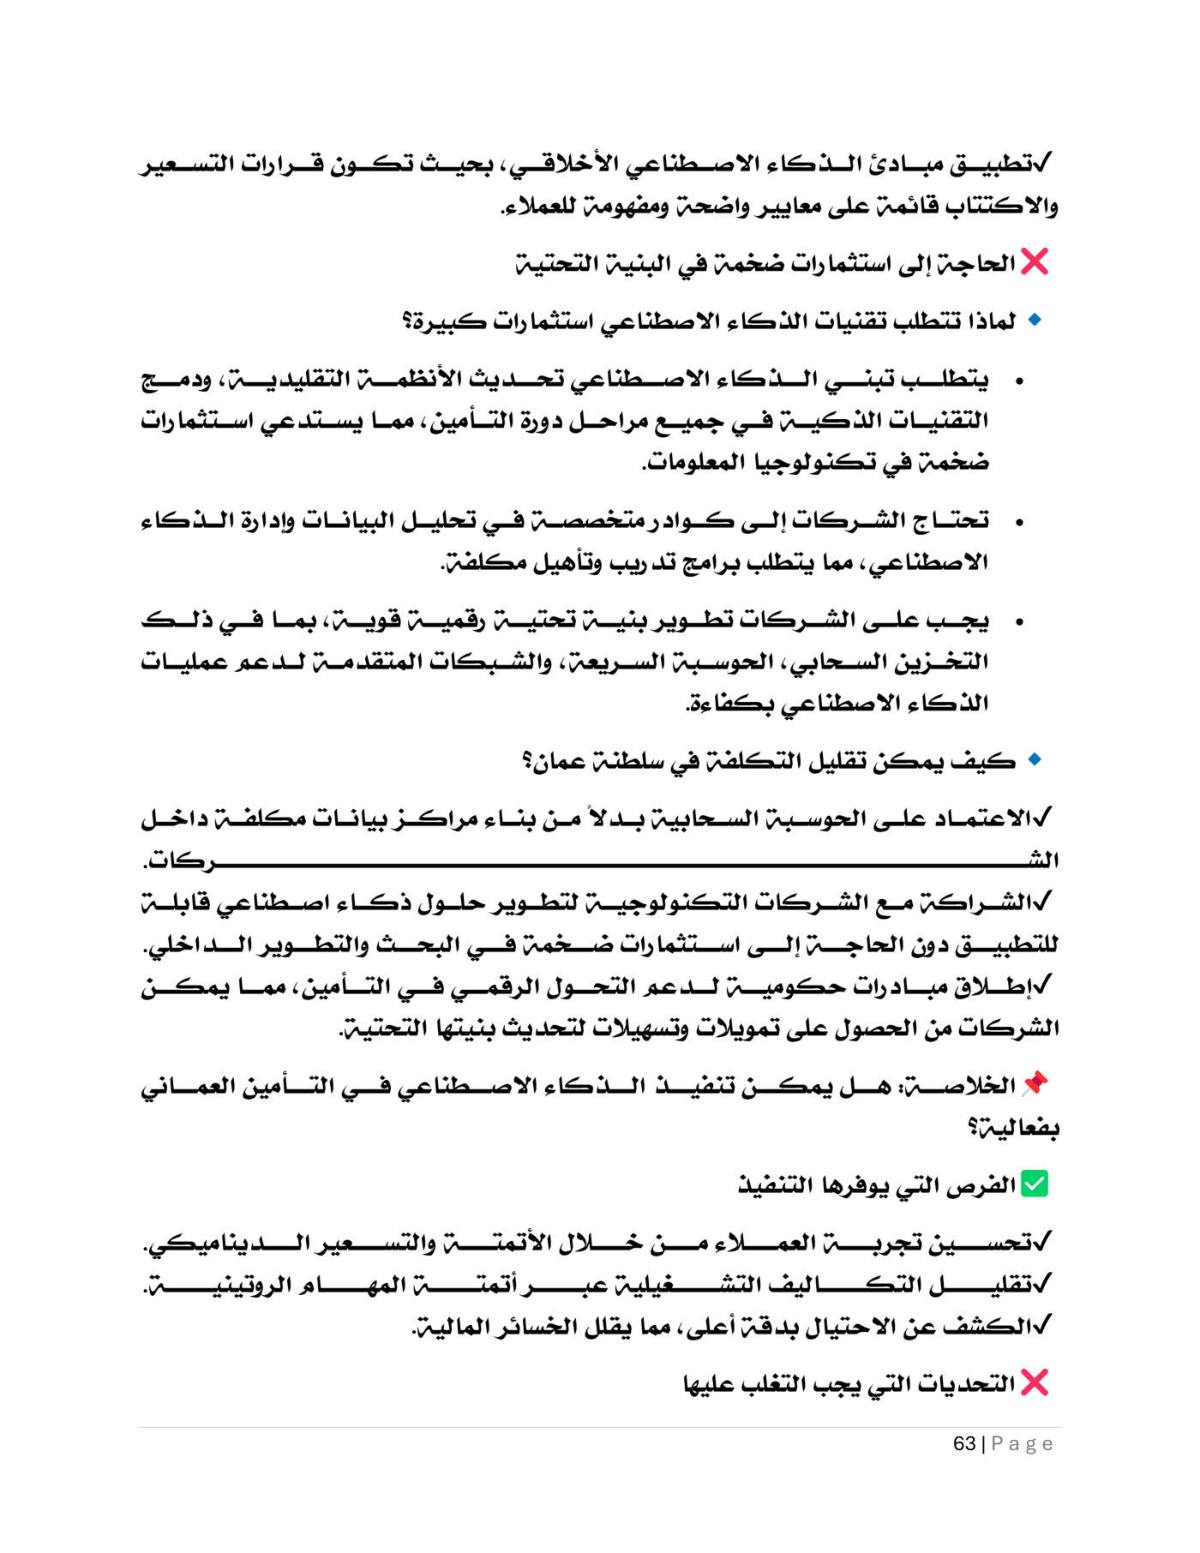 ✓تطبيق مبادئ الذكاء الاصطناعي الأخلاقي، بحيث تكون قرارات التسعير
والاكتتاب قائمة على معايير واضحة ومفهومة للعملاء.
❌الحاجة إلى استثمارات ضخمة في البنية التحتية
🔹 لماذا تتطلب تقنيات الذكاء الاصطناعي استثمارات كبيرة؟
• يتطلب تبني الذكاء الاصطناعي تحديث الأنظمة التقليدية، ودمج
التقنيات الذكية في جميع مراحل دورة التأمين، مما يستدعي استثمارات
ضخمة في تكنولوجيا المعلومات.
• تحتاج الشركات إلى كوادر متخصصة في تحليل البيانات وإدارة الذكاء
الاصطناعي، مما يتطلب برامج تدريب وتأهيل مكلفة.
• يجب على الشركات تطوير بنية تحتية رقمية قوية، بما في ذلك
التخزين السحابي، الحوسبة السريعة، والشبكات المتقدمة لدعم عمليات
الذكاء الاصطناعي بكفاءة.
🔹 كيف يمكن تقليل التكلفة في سلطنة عمان؟
✓الاعتماد على الحوسبة السحابية بدلاً من بناء مراكز بيانات مكلفة داخل
الشركات.
✓الشراكة مع الشركات التكنولوجية لتطوير حلول ذكاء اصطناعي قابلة
للتطبيق دون الحاجة إلى استثمارات ضخمة في البحث والتطوير الداخلي.
✓إطلاق مبادرات حكومية لدعم التحول الرقمي في التأمين، مما يمكن
الشركات من الحصول على تمويلات وتسهيلات لتحديث بنيتها التحتية.
📌الخلاصة: هل يمكن تنفيذ الذكاء الاصطناعي في التأمين العماني
بفعالية؟
✅الفرص التي يوفرها التنفيذ
✓تحسين تجربة العملاء من خلال الأتمتة والتسعير الديناميكي.
✓تقليل التكاليف التشغيلية عبر أتمتة المهام الروتينية.
✓الكشف عن الاحتيال بدقة أعلى، مما يقلل الخسائر المالية.
❌التحديات التي يجب التغلب عليها
63 | Page